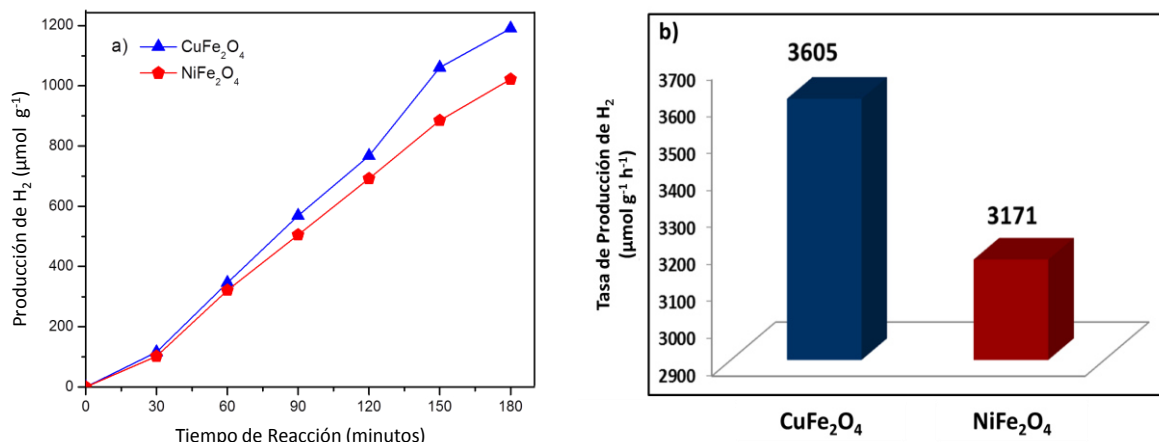 a)
CuFe₂O₄
NiFe₂O₄
Producción de H₂ (µmol g⁻¹)
1200
1000
800
600
400
200
0
0 30 60 90 120 150 180
Tiempo de Reacción (minutos)
b)
3605
3171
Tasa de Producción de H₂
(µmol g⁻¹ h⁻¹)
3700
3600
3500
3400
3300
3200
3100
3000
2900
CuFe₂O₄ NiFe₂O₄